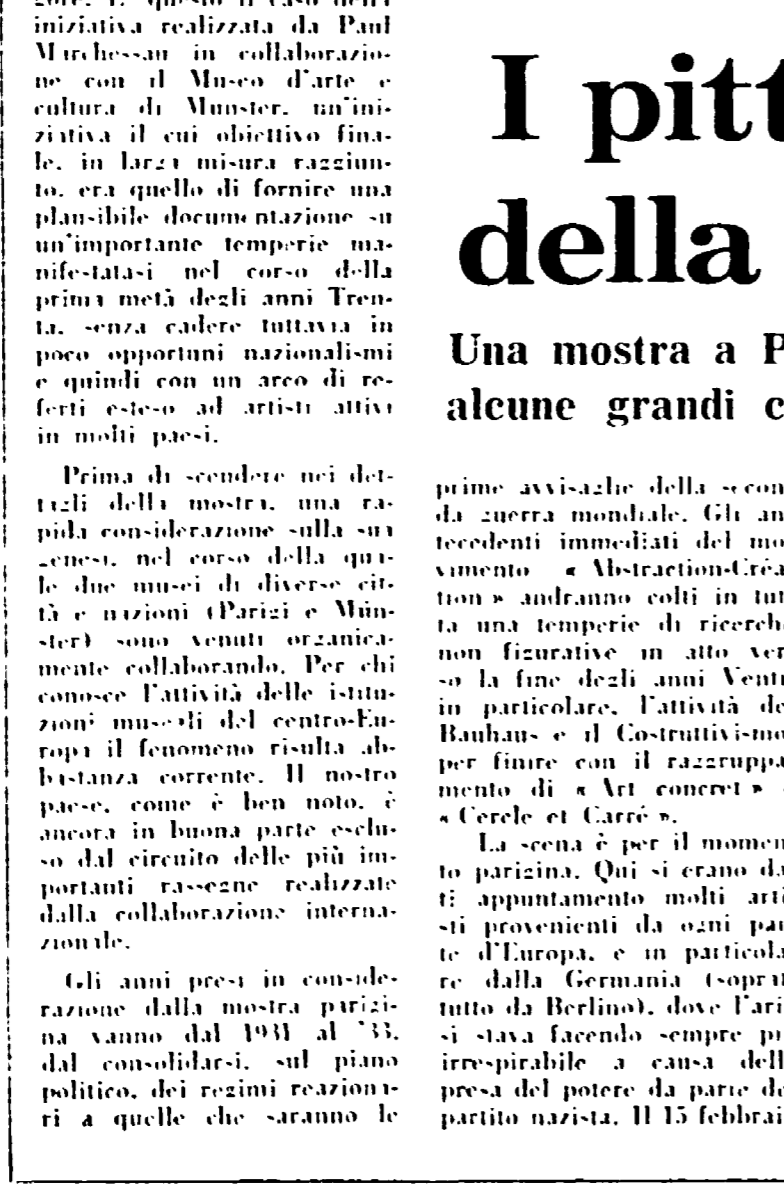 iniziativa realizzata da Paul
Marchessau in collaborazio-
ne con il Museo d'arte e
cultura di Munster, un'ini-
ziativa il cui obiettivo fina-
le, in larga misura raggiun-
to, era quello di fornire una
plausibile documentazione su
un'importante temperie ma-
nifestatasi nel corso della
prima metà degli anni Tren-
ta, senza cadere tuttavia in
poco opportuni nazionalismi
e quindi con un arco di re-
ferti esteso ad artisti attivi
in molti paesi.
Prima di scendere nei det-
tagli della mostra, una ra-
pida considerazione sulla sua
genesi, nel corso della qua-
le due musei di diverse cit-
tà e nazioni (Parigi e Mün-
ster) sono venuti organica-
mente collaborando. Per chi
conosce l'attività delle istitu-
zioni museali del centro-Eu-
ropa il fenomeno risulta ab-
bastanza corrente. Il nostro
paese, come è ben noto, è
ancora in buona parte esclu-
so dal circuito delle più im-
portanti rassegne realizzate
dalla collaborazione interna-
zionale.
Gli anni presi in conside-
razione dalla mostra parigi-
na vanno dal 1931 al '33,
dal consolidarsi, sul piano
politico, dei regimi reaziona-
ri a quelle che saranno le
I pitt
della
Una mostra a P
alcune grandi c
prime avvisaglie della secon
da guerra mondiale. Gli an
tecedenti immediati del mo
vimento « Abstraction-Créa
tion » andranno colti in tut
ta una temperie di ricerche
non figurative in atto ver
so la fine degli anni Venti
in particolare, l'attività de
Bauhaus e il Costruttivismo
per finire con il raggruppa
mento di « Art concret »
« Cercle et Carré ».
La scena è per il momen
to parigina. Qui si erano da
ti appuntamento molti arti
sti provenienti da ogni par
te d'Europa, e in particola
re dalla Germania (soprat
tutto da Berlino), dove l'ari
si stava facendo sempre pi
irrespirabile a causa dell
presa del potere da parte de
partito nazista. Il 15 febbrai